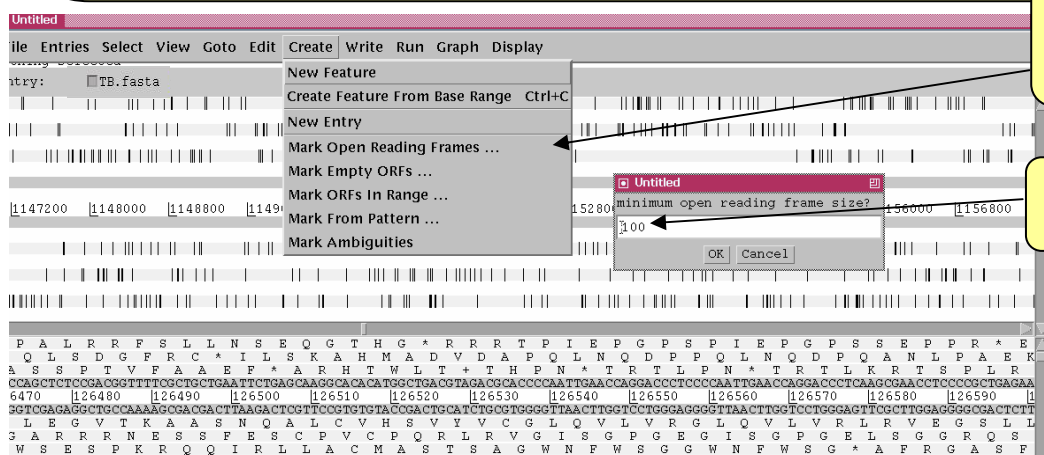 Untitled
ile Entries Select View Goto Edit Create Write Run Graph Display
ntry: TB.fasta
New Feature
Create Feature From Base Range Ctrl+C
New Entry
Mark Open Reading Frames ...
Mark Empty ORFs ...
Mark ORFs In Range ...
Mark From Pattern ...
Mark Ambiguities
Untitled
minimum open reading frame size?
100
OK Cancel
1147200 1148000 1148800 1149 152800 156000 1156800
P A L R R F S L L N S E Q G T H G * R R R T P I E P G P S P I E P G P S S E P P R * E
Q L S D G F R C * I L S K A H M A D V D A P Q L N Q D P P Q L N Q D P Q A N L P A E K
A S S P T V F A A E F * A R H T W L T + T H P N * T R T L P N * T R T L K R T S P L R
CCAGCTCTCCGACGGTTTTCGCTGCTGAATTCTGAGCAAGGCACACATGGCTGACGTAGACGCACCCCAATTGAACCAGGACCCTCCCCAATTGAACCAGGACCCTCAAGCGAACCTCCCCGCTGAGAA
6470 126480 126490 126500 126510 126520 126530 126540 126550 126560 126570 126580 126590
GGTCGAGAGGCTGCCAAAAGCGACGACTTAAGACTCGTTCCGTGTGTACCGACTGCATCTGCGTGGGGTTAACTTGGTCCTGGGAGGGGTTAACTTGGTCCTGGGAGTTCGCTTGGAGGGGCGACTCTT
L E G V T K A A S N Q A L C V H S V Y V C G L Q V L V R G L Q V L V R L R V E G S L L
G A R R R N E S S F E S C P V C P Q R L R V G I S G P G E G I S G P G E L S G G R Q S
W S E S P K R Q Q I R L L A C M A S T S A G W N F W S G G W N F W S G * A F R G A S F